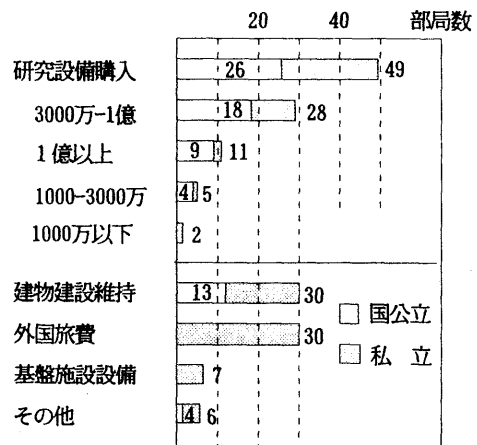 20 40 部局数
研究設備購入 26 49
3000万-1億 18 28
1億以上 9 11
1000-3000万 4 5
1000万以下 2
建物建設維持 13 30
国公立
外国旅費 30
私 立
基盤施設設備 7
その他 4 6